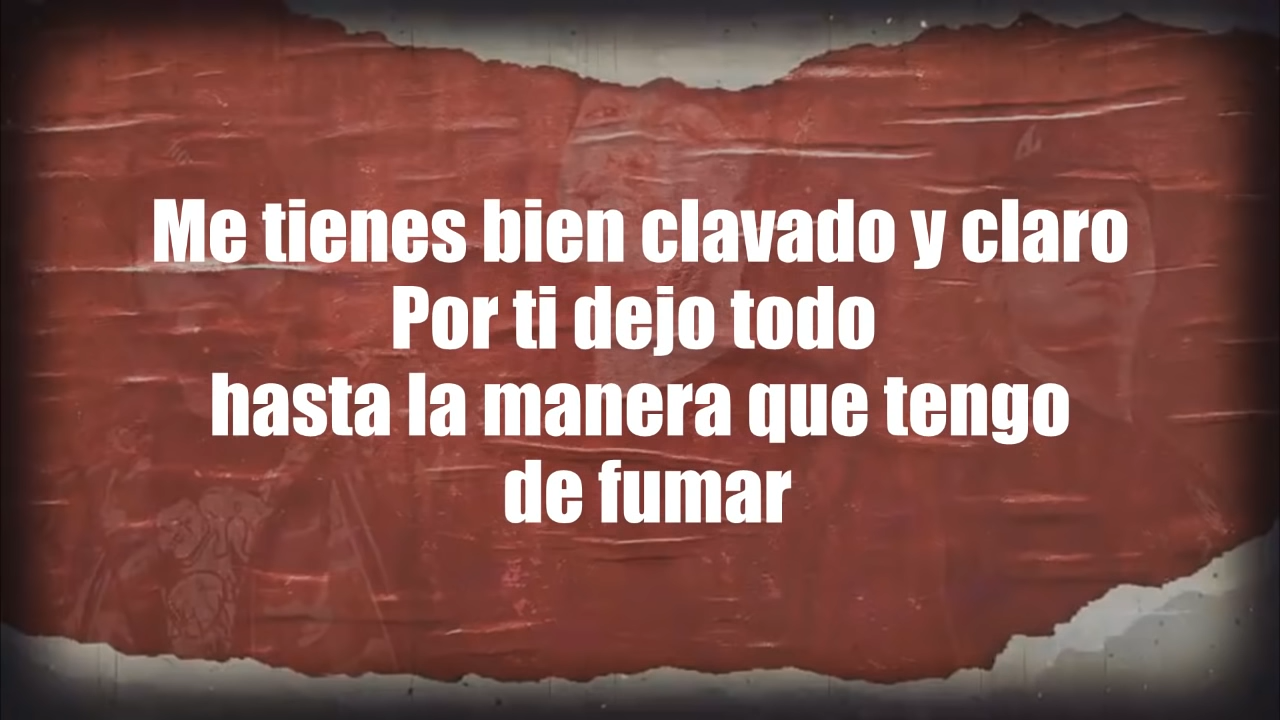 Me tienes bien clavado y claro
Por ti dejo todo
hasta la manera que tengo
de fumar